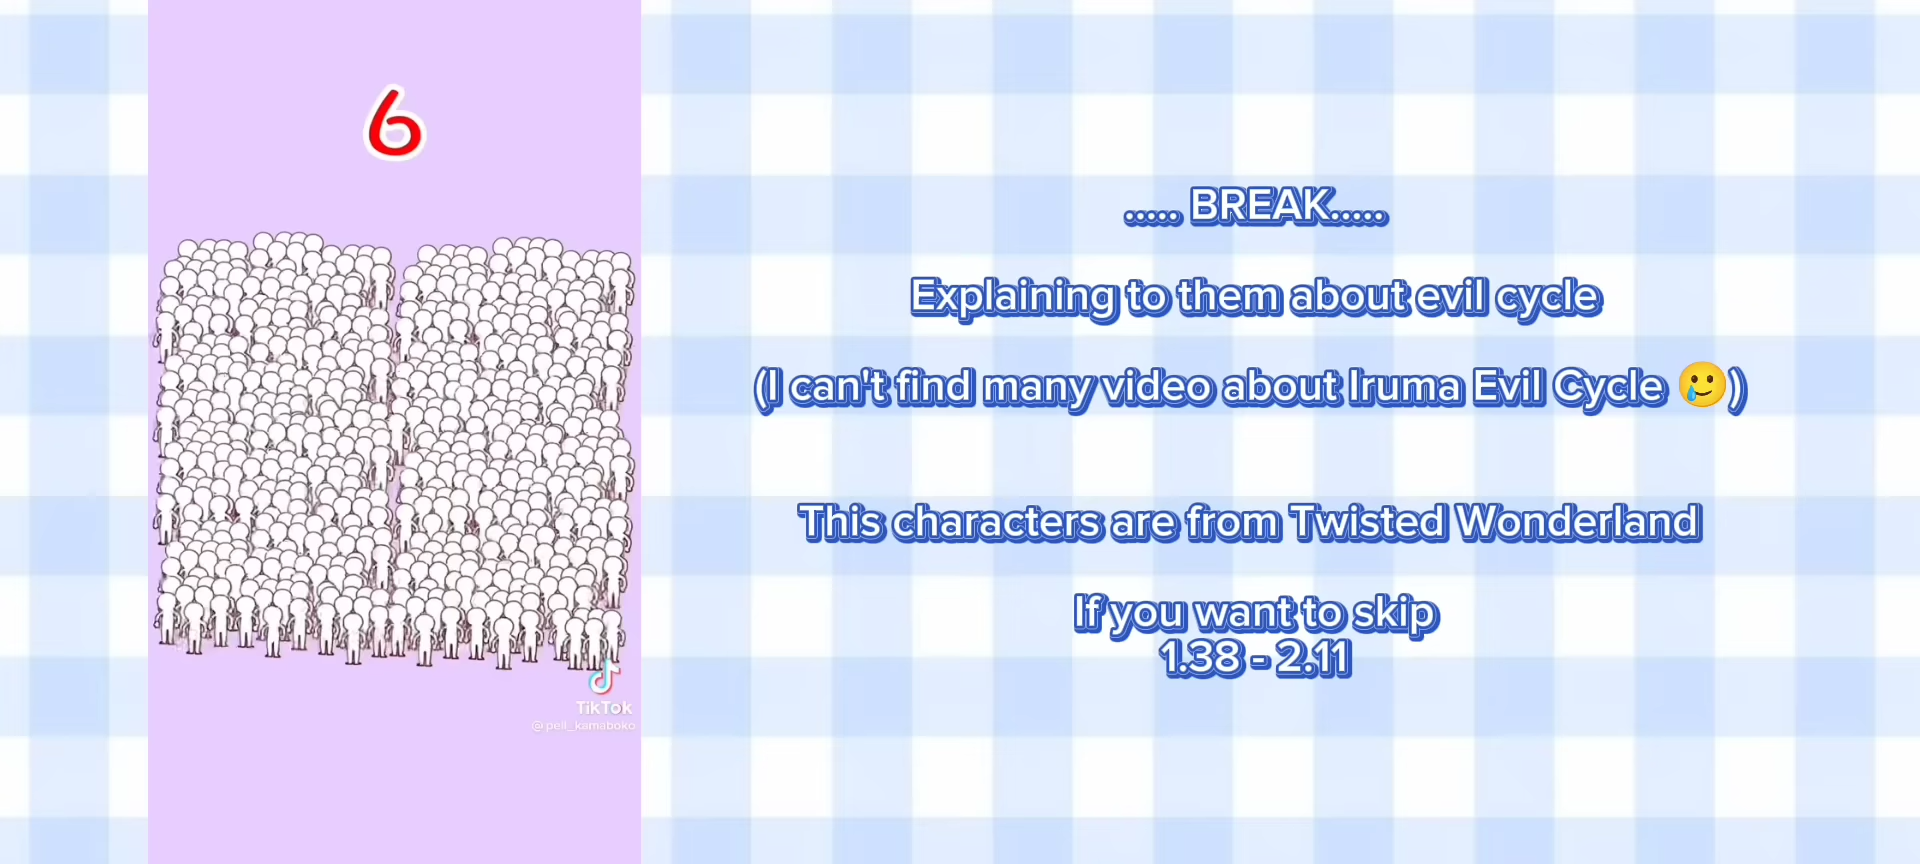 6
..... BREAK.....
Explaining to them about evil cycle
(I can't find many video about Iruma Evil Cycle 🥲)
This characters are from Twisted Wonderland
If you want to skip
1.38 - 2.11
TikTok
@pell_kamaboko